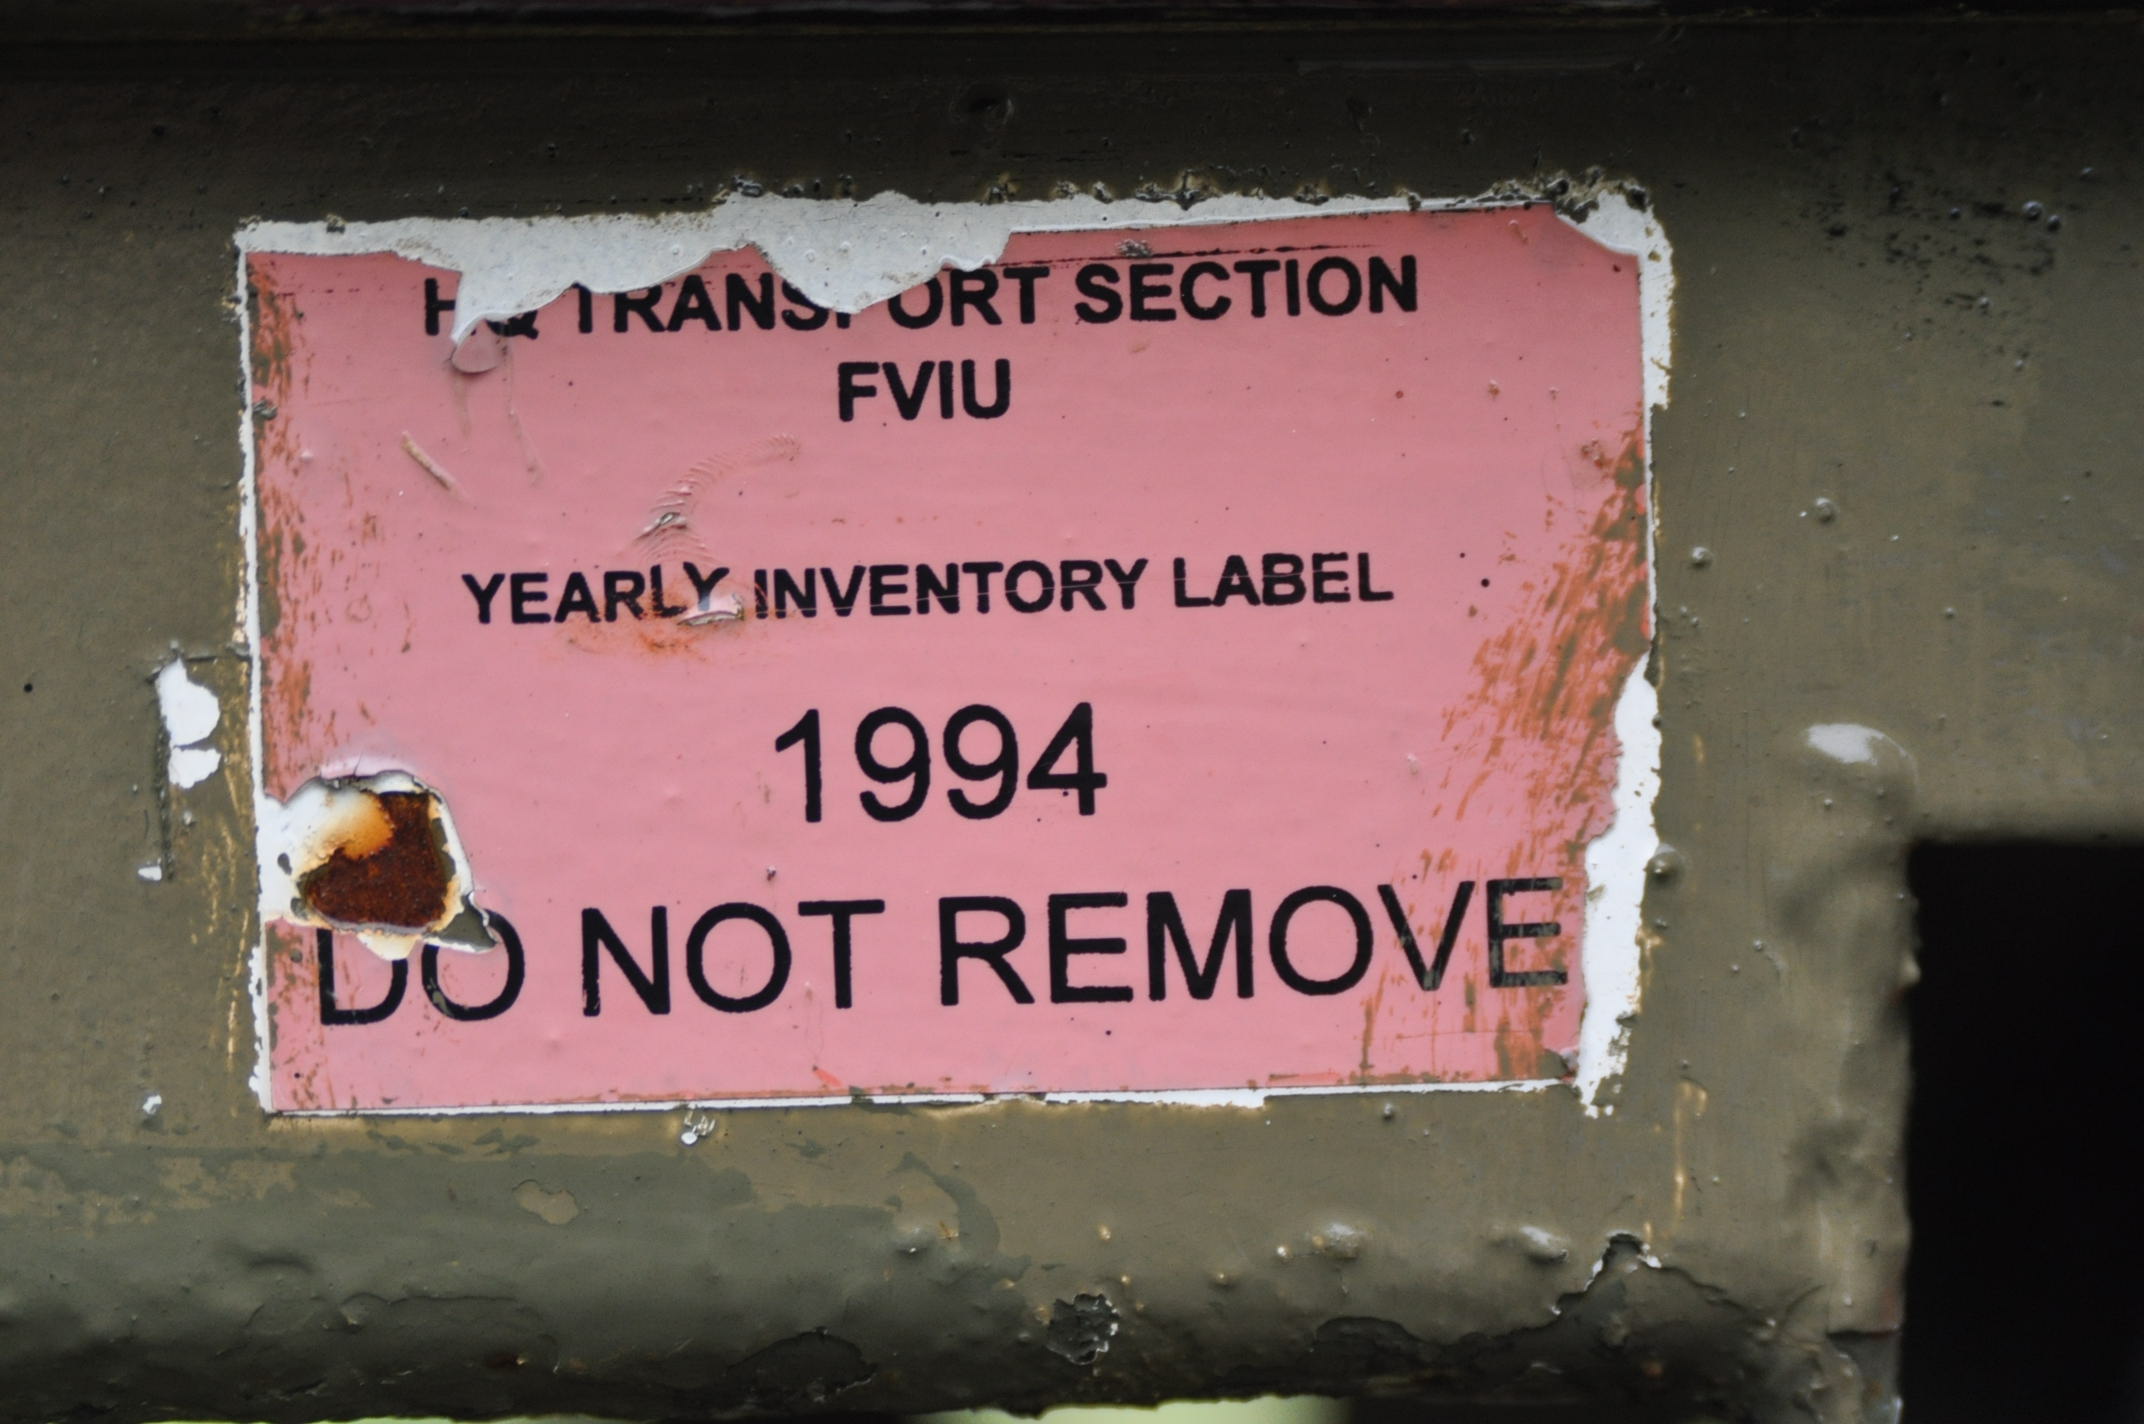 HQ TRANSPORT SECTION
FVIU
YEARLY INVENTORY LABEL
1994
DO NOT REMOVE